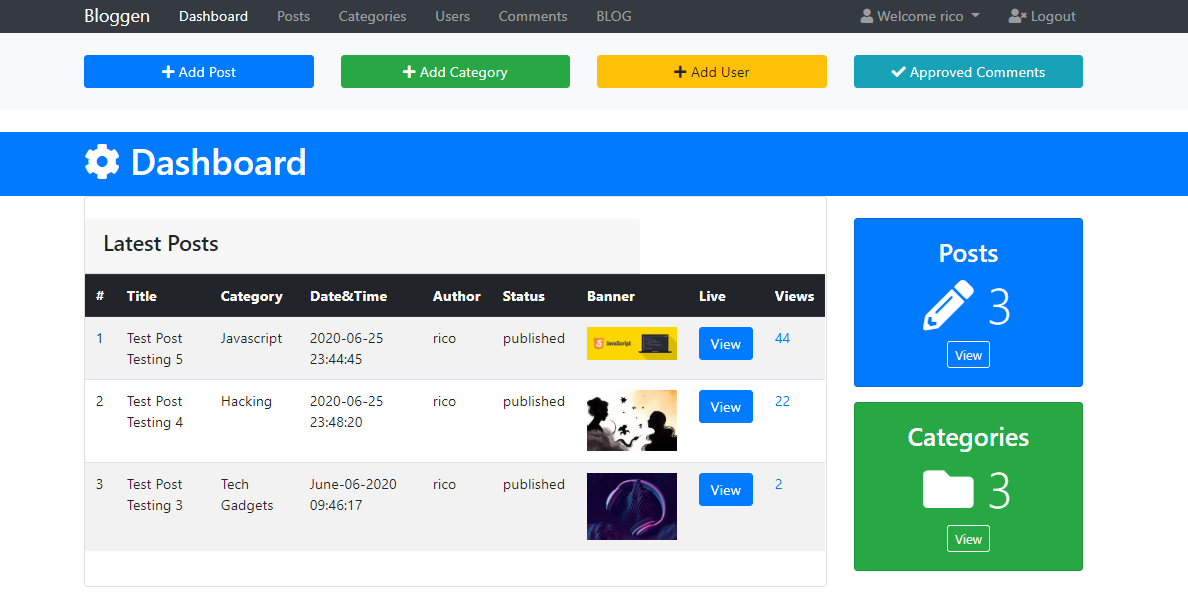 Bloggen Dashboard Posts Categories Users Comments BLOG Welcome rico Logout
Add Post Add Category Add User Approved Comments
Dashboard
Latest Posts
# Title Category Date&Time Author Status Banner Live Views
1 Test Post Javascript 2020-06-25 rico published JavaScript View 44
Testing 5 23:44:45
2 Test Post Hacking 2020-06-25 rico published View 22
Testing 4 23:48:20
3 Test Post Tech June-06-2020 rico published View 2
Testing 3 Gadgets 09:46:17
Posts
3
View
Categories
3
View